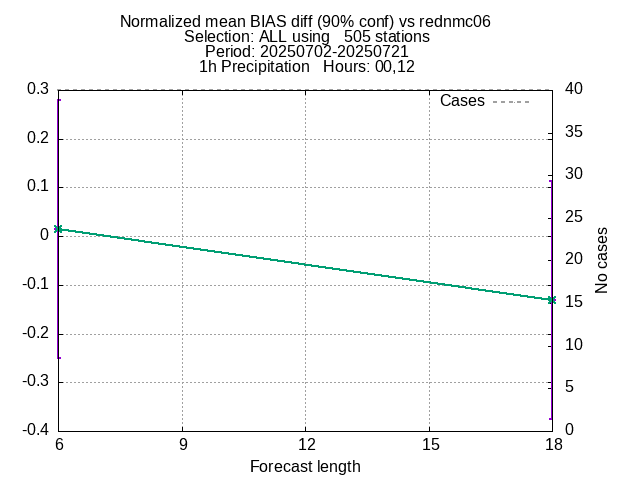 Normalized mean BIAS diff (90% conf) vs rednmc06
Selection: ALL using   505 stations
Period: 20250702-20250721
1h Precipitation   Hours: 00,12
Cases
0.3
0.2
0.1
0
-0.1
-0.2
-0.3
-0.4
40
35
30
25
20
15
10
5
0
No cases
6 9 12 15 18
Forecast length